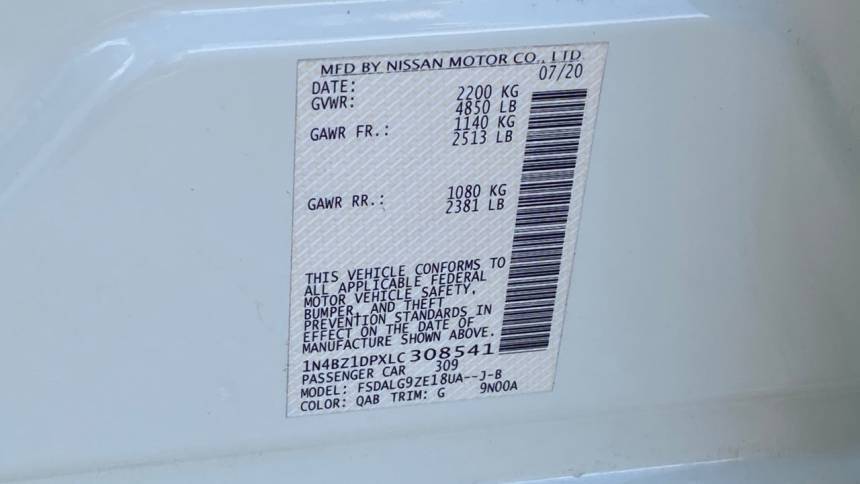 MFD BY NISSAN MOTOR CO., LTD.
DATE: 07/20
GVWR: 2200 KG
4850 LB
GAWR FR.: 1140 KG
2513 LB
GAWR RR.: 1080 KG
2381 LB
THIS VEHICLE CONFORMS TO
ALL APPLICABLE FEDERAL
MOTOR VEHICLE SAFETY,
BUMPER, AND THEFT
PREVENTION STANDARDS IN
EFFECT ON THE DATE OF
MANUFACTURE SHOWN ABOVE.
1N4BZ1DPXLC308541
PASSENGER CAR 309
MODEL: FSDALG9ZE18UA--J-B
COLOR: QAB TRIM: G 9N00A